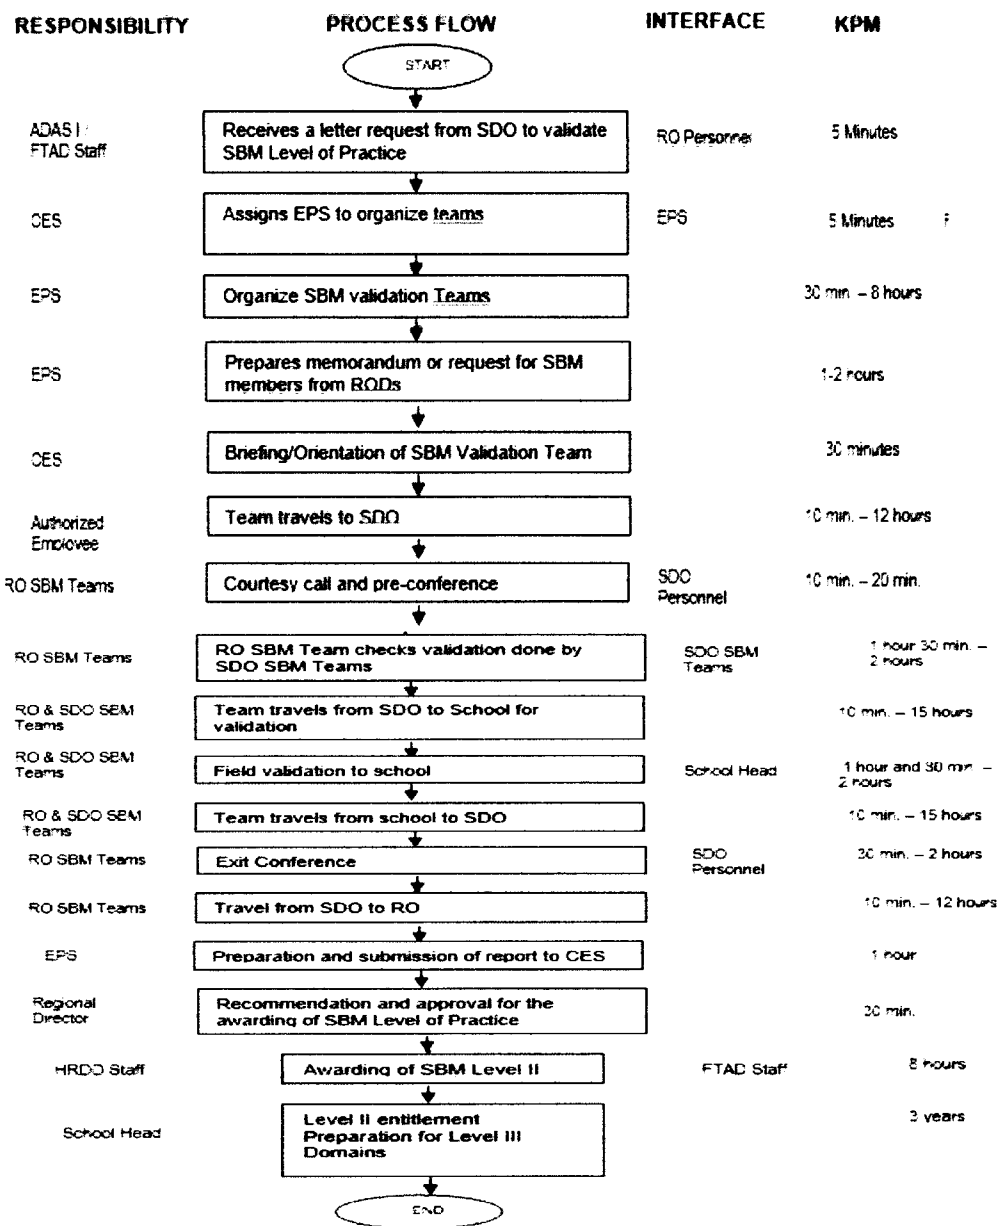 RESPONSIBILITY PROCESS FLOW INTERFACE KPM
START
ADAS I /
FTAD Staff
Receives a letter request from SDO to validate
SBM Level of Practice
RO Personnel
5 Minutes
CES
Assigns EPS to organize teams
EPS
5 Minutes
EPS
Organize SBM validation Teams
30 min. – 8 hours
EPS
Prepares memorandum or request for SBM
members from RODs
1-2 hours
CES
Briefing/Orientation of SBM Validation Team
30 minutes
Authorized
Employee
Team travels to SDO
10 min. – 12 hours
RO SBM Teams
Courtesy call and pre-conference
SDO
Personnel
10 min. – 20 min.
RO SBM Teams
RO SBM Team checks validation done by
SDO SBM Teams
SDO SBM
Teams
1 hour 30 min. –
2 hours
RO & SDO SBM
Teams
Team travels from SDO to School for
validation
10 min. – 15 hours
RO & SDO SBM
Teams
Field validation to school
School Head
1 hour and 30 min. –
2 hours
RO & SDO SBM
Teams
Team travels from school to SDO
10 min. – 15 hours
RO SBM Teams
Exit Conference
SDO
Personnel
30 min. – 2 hours
RO SBM Teams
Travel from SDO to RO
10 min. – 12 hours
EPS
Preparation and submission of report to CES
1 hour
Regional
Director
Recommendation and approval for the
awarding of SBM Level of Practice
min.
HRDD Staff
Awarding of SBM Level II
FTAD Staff
8 hours
School Head
Level II entitlement
Preparation for Level III
Domains
3 years
END